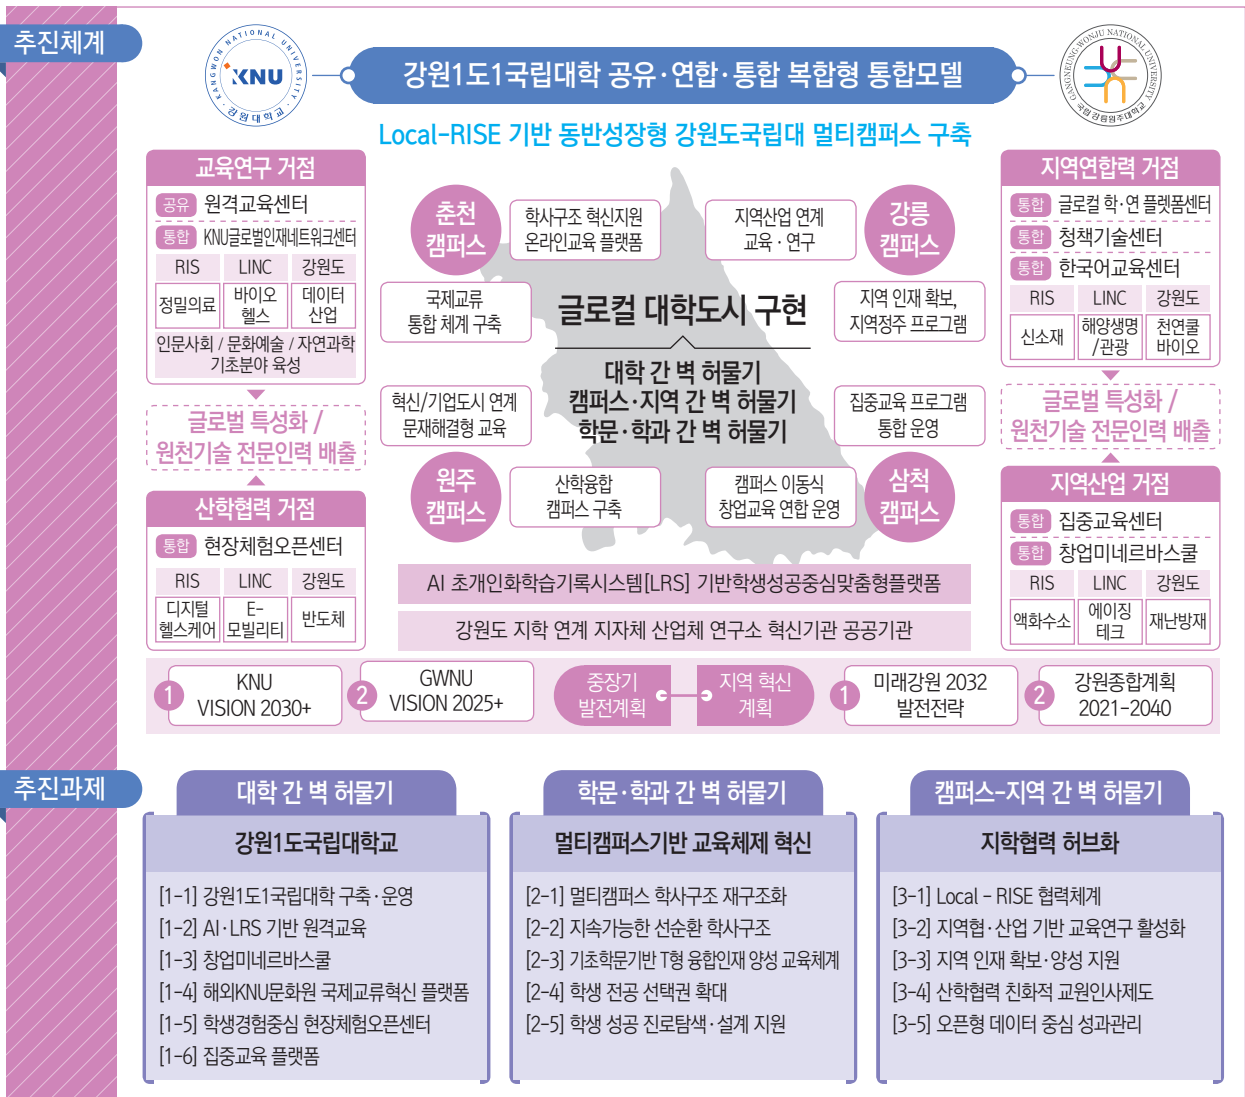 추진체계
KANGWON NATIONAL UNIVERSITY
KNU
강원대학교
강원1도1국립대학 공유·연합·통합 복합형 통합모델
GANGNEUNG-WONJU NATIONAL UNIVERSITY
국립강릉원주대학교
Local-RISE 기반 동반성장형 강원도국립대 멀티캠퍼스 구축
교육연구 거점
공유 원격교육센터
통합 KNU글로벌인재네트워크센터
RIS LINC 강원도
정밀의료 바이오 헬스 데이터 산업
인문사회 / 문화예술 / 자연과학
기초분야 육성
글로벌 특성화 /
원천기술 전문인력 배출
산학협력 거점
통합 현장체험오픈센터
RIS LINC 강원도
디지털 헬스케어 E-모빌리티 반도체
춘천
캠퍼스
학사구조 혁신지원
온라인교육 플랫폼
지역산업 연계
교육·연구
강릉
캠퍼스
국제교류
통합 체계 구축
글로컬 대학도시 구현
지역 인재 확보,
지역정주 프로그램
대학 간 벽 허물기
캠퍼스·지역 간 벽 허물기
학문·학과 간 벽 허물기
혁신/기업도시 연계
문재해결형 교육
집중교육 프로그램
통합 운영
원주
캠퍼스
산학융합
캠퍼스 구축
캠퍼스 이동식
창업교육 연합 운영
삼척
캠퍼스
AI 초개인화학습기록시스템[LRS] 기반학생성공중심맞춤형플랫폼
강원도 지학 연계 지자체 산업체 연구소 혁신기관 공공기관
지역연합력 거점
통합 글로컬 학·연 플렛폼센터
통합 청책기술센터
통합 한국어교육센터
RIS LINC 강원도
신소재 해양생명 /관광 천연쿨 바이오
글로벌 특성화 /
원천기술 전문인력 배출
지역산업 거점
통합 집중교육센터
통합 창업미네르바스쿨
RIS LINC 강원도
액화수소 에이징 테크 재난방재
1 KNU
VISION 2030+
2 GWNU
VISION 2025+
중장기
발전계획
지역 혁신
계획
1 미래강원 2032
발전전략
2 강원종합계획
2021-2040
추진과제
대학 간 벽 허물기
강원1도국립대학교
[1-1] 강원1도1국립대학 구축·운영
[1-2] AI·LRS 기반 원격교육
[1-3] 창업미네르바스쿨
[1-4] 해외KNU문화원 국제교류혁신 플랫폼
[1-5] 학생경험중심 현장체험오픈센터
[1-6] 집중교육 플랫폼
학문·학과 간 벽 허물기
멀티캠퍼스기반 교육체제 혁신
[2-1] 멀티캠퍼스 학사구조 재구조화
[2-2] 지속가능한 선순환 학사구조
[2-3] 기초학문기반 T형 융합인재 양성 교육체계
[2-4] 학생 전공 선택권 확대
[2-5] 학생 성공 진로탐색·설계 지원
캠퍼스-지역 간 벽 허물기
지학협력 허브화
[3-1] Local - RISE 협력체계
[3-2] 지역협·산업 기반 교육연구 활성화
[3-3] 지역 인재 확보·양성 지원
[3-4] 산학협력 친화적 교원인사제도
[3-5] 오픈형 데이터 중심 성과관리